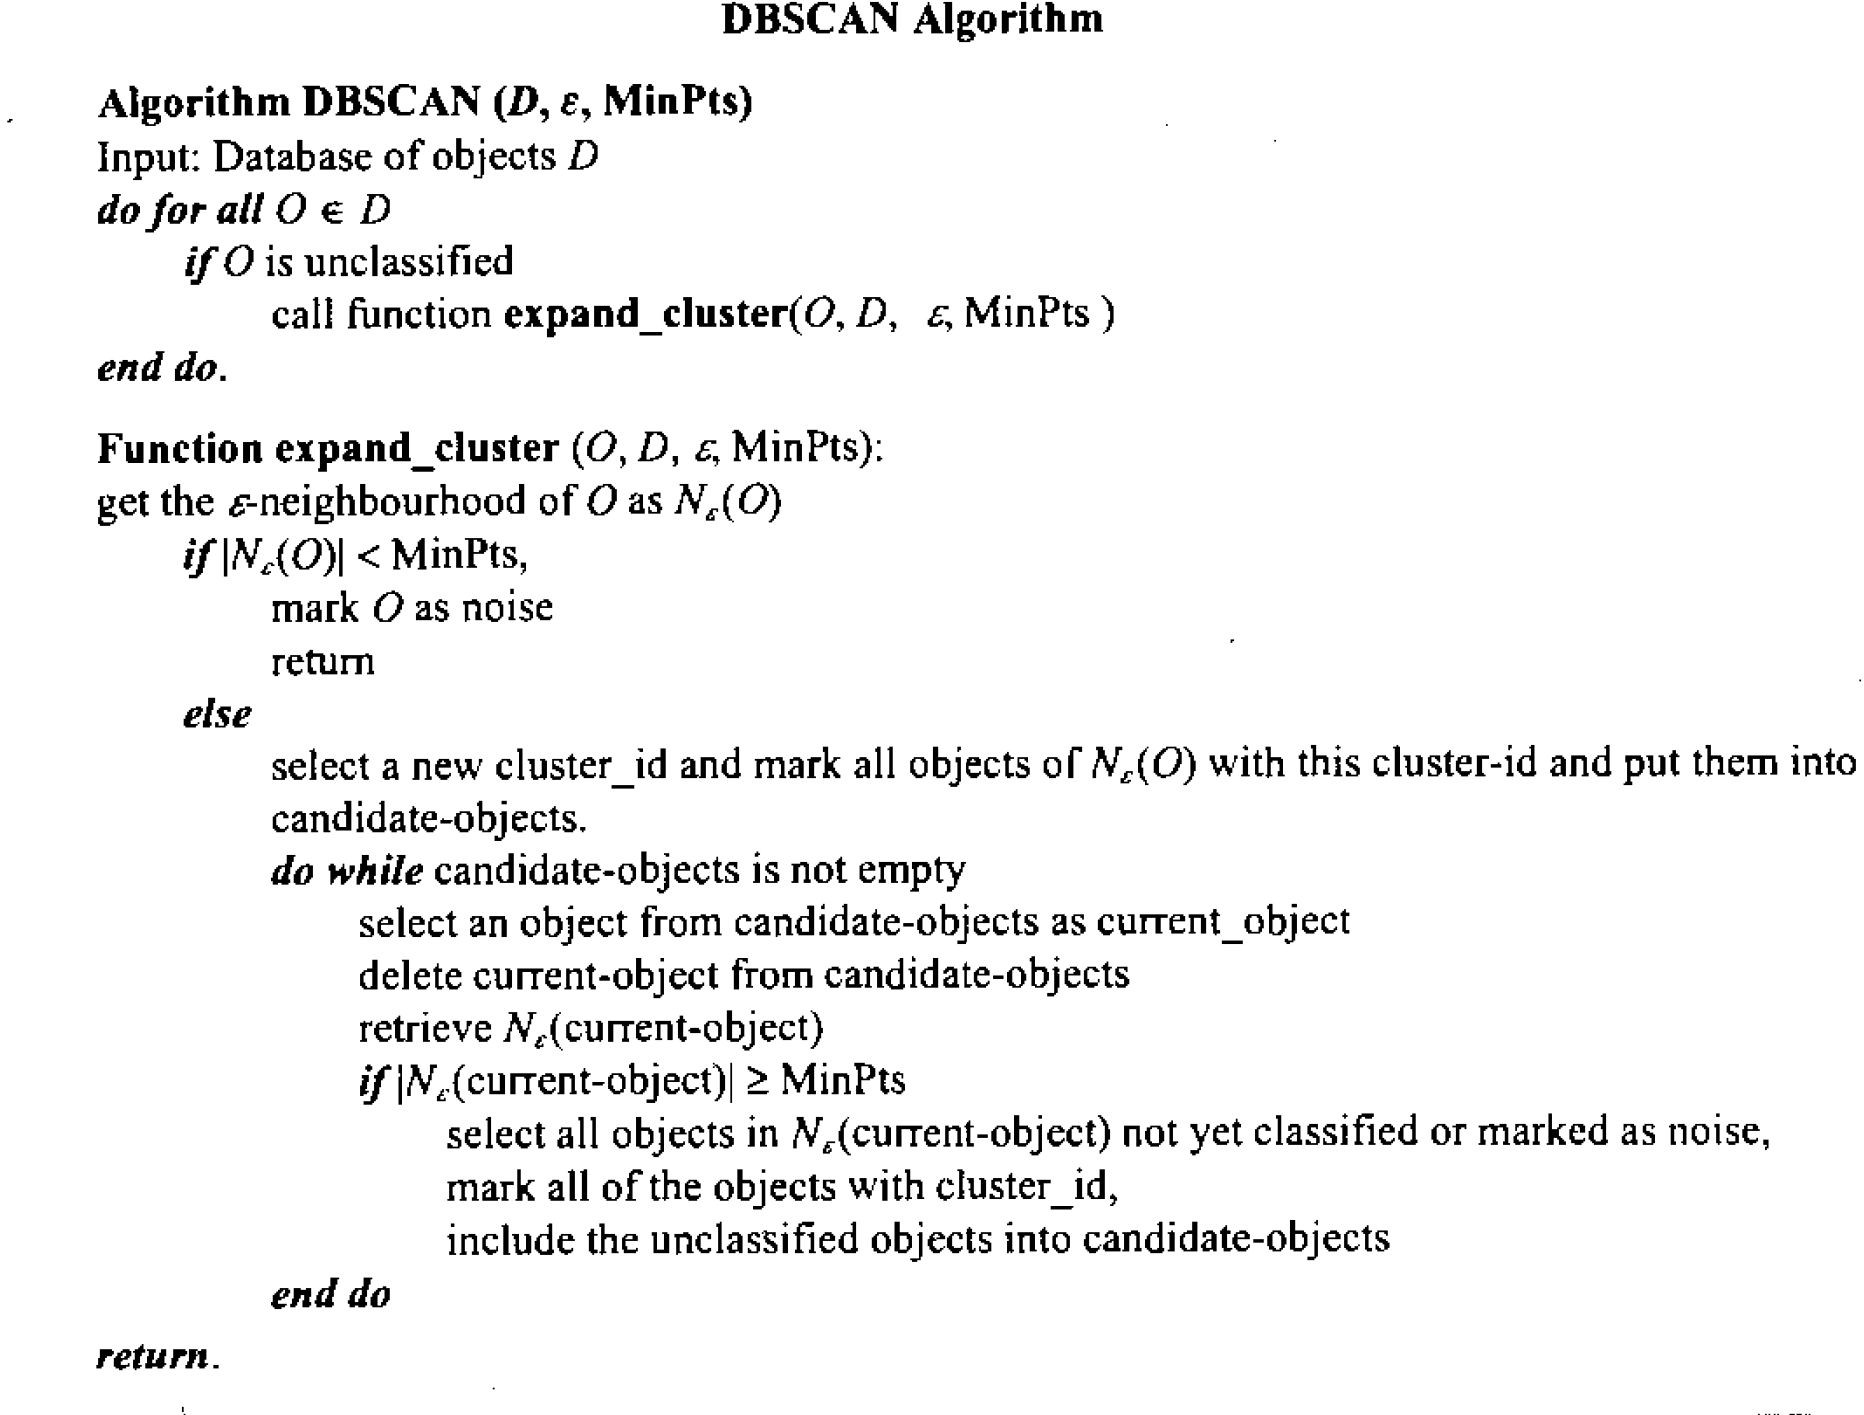 DBSCAN Algorithm
Algorithm DBSCAN (D, ε, MinPts)
Input: Database of objects D
do for all O ϵ D
if O is unclassified
call function expand_cluster(O, D, ε, MinPts )
end do.
Function expand_cluster (O, D, ε, MinPts):
get the ε-neighbourhood of O as Nε(O)
if |Nε(O)| < MinPts,
mark O as noise
return
else
select a new cluster_id and mark all objects of Nε(O) with this cluster-id and put them into
candidate-objects.
do while candidate-objects is not empty
select an object from candidate-objects as current_object
delete current-object from candidate-objects
retrieve Nε(current-object)
if |Nε(current-object)| ≥ MinPts
select all objects in Nε(current-object) not yet classified or marked as noise,
mark all of the objects with cluster_id,
include the unclassified objects into candidate-objects
end do
return.